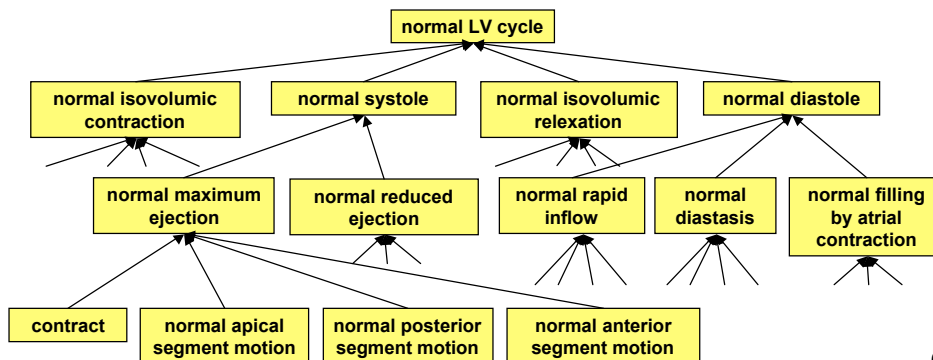 normal LV cycle
normal isovolumic
contraction
normal systole
normal isovolumic
relexation
normal diastole
normal maximum
ejection
normal reduced
ejection
normal rapid
inflow
normal
diastasis
normal filling
by atrial
contraction
contract
normal apical
segment motion
normal posterior
segment motion
normal anterior
segment motion